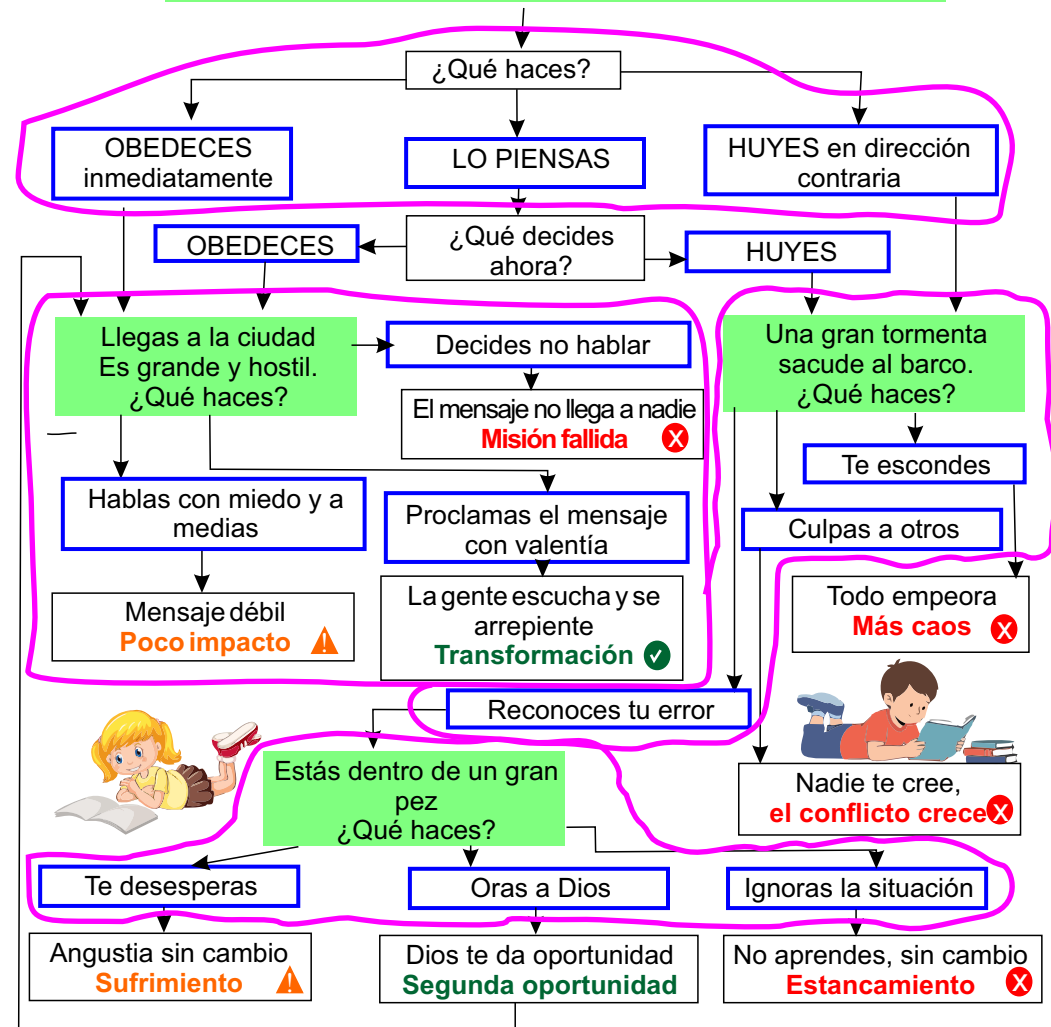 ¿Qué haces?
OBEDECES
inmediatamente
LO PIENSAS
HUYES en dirección
contraria
OBEDECES
¿Qué decides
ahora?
HUYES
Llegas a la ciudad
Es grande y hostil.
¿Qué haces?
Decides no hablar
Una gran tormenta
sacude al barco.
¿Qué haces?
El mensaje no llega a nadie
Misión fallida
X
Te escondes
Hablas con miedo y a
medias
Proclamas el mensaje
con valentía
Culpas a otros
Mensaje débil
Poco impacto
La gente escucha y se
arrepiente
Transformación
Todo empeora
Más caos
X
Reconoces tu error
Estás dentro de un gran
pez
¿Qué haces?
Nadie te cree,
el conflicto crece
X
Te desesperas
Oras a Dios
Ignoras la situación
Angustia sin cambio
Sufrimiento
Dios te da oportunidad
Segunda oportunidad
No aprendes, sin cambio
Estancamiento
X